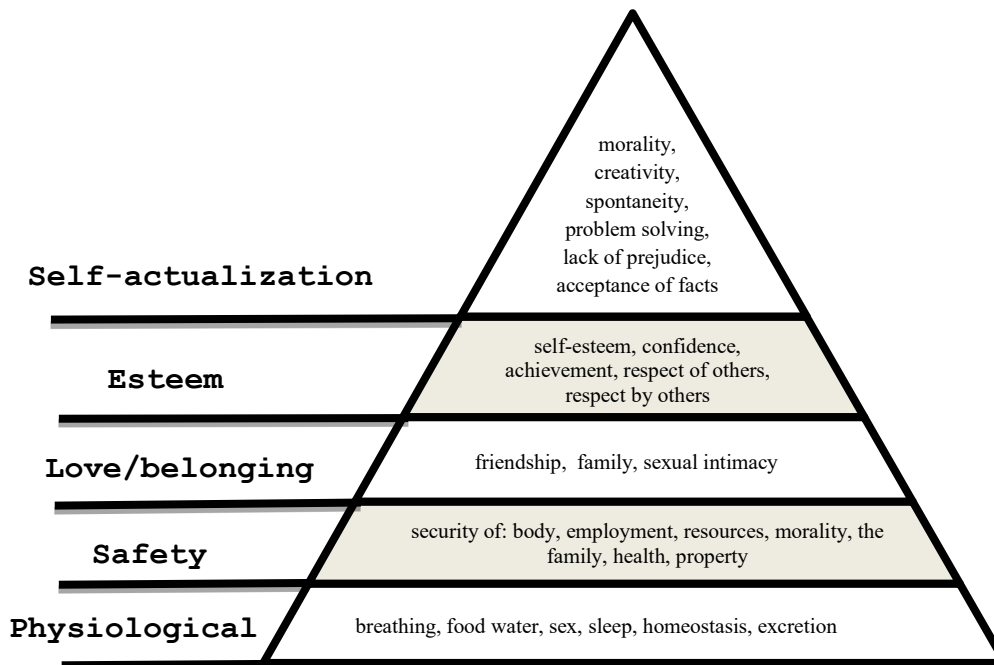 morality,
creativity,
spontaneity,
problem solving,
lack of prejudice,
acceptance of facts
Self-actualization
self-esteem, confidence,
achievement, respect of others,
respect by others
Esteem
friendship, family, sexual intimacy
Love/belonging
security of: body, employment, resources, morality, the
family, health, property
Safety
breathing, food water, sex, sleep, homeostasis, excretion
Physiological